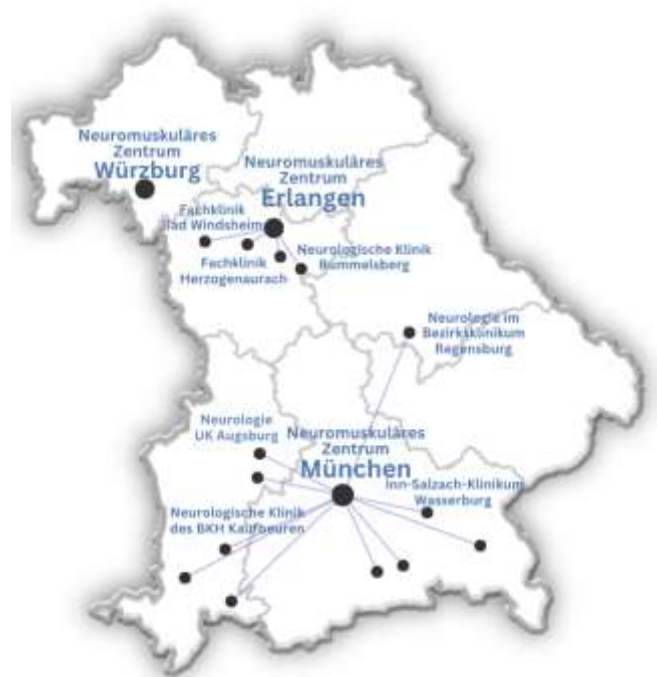 Neuromuskuläres
Zentrum
Würzburg
Neuromuskuläres
Zentrum
Erlangen
Fachklinik
Bad Windsheim
Fachklinik
Herzogenaurach
Neurologische Klinik
Rummelsberg
Neurologie im
Bezirksklinikum
Regensburg
Neurologie
UK Augsburg
Neuromuskuläres
Zentrum
München
Inn-Salzach-Klinikum
Wasserburg
Neurologische Klinik
des BKH Kaufbeuren